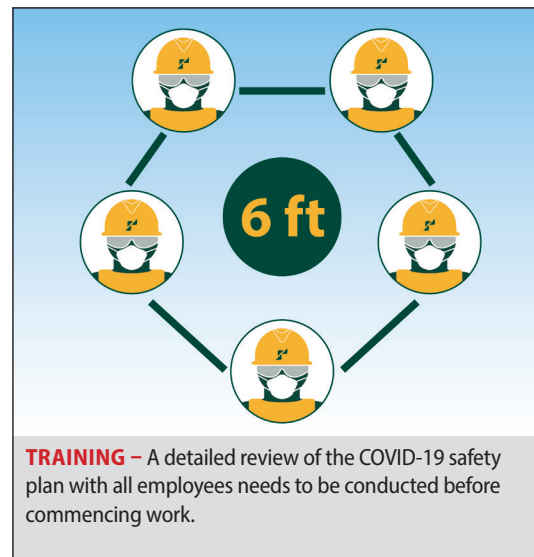 6 ft
TRAINING – A detailed review of the COVID-19 safety
plan with all employees needs to be conducted before
commencing work.